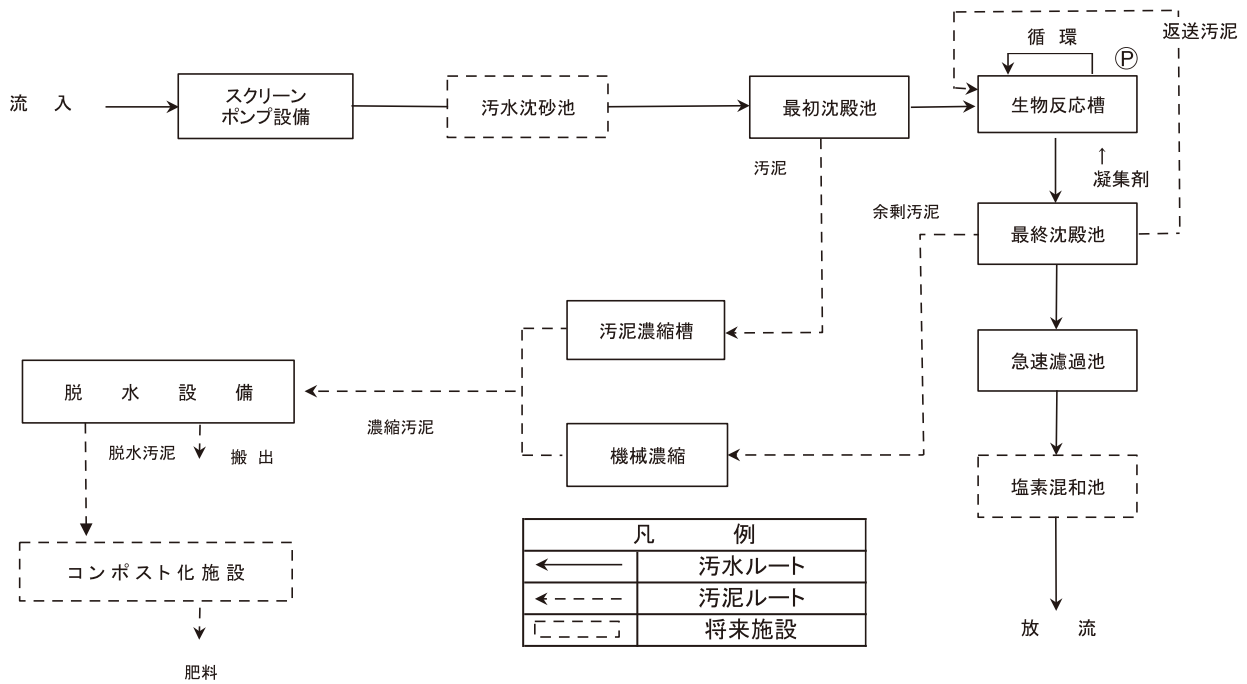 返送汚泥
循 環
Ⓟ
流 入
スクリーン
ポンプ設備
汚水沈砂池
最初沈殿池
生物反応槽
汚泥
↑
凝集剤
余剰汚泥
最終沈殿池
汚泥濃縮槽
急速濾過池
脱 水 設 備
濃縮汚泥
脱水汚泥
搬 出
機械濃縮
塩素混和池
凡 例
汚水ルート
汚泥ルート
将来施設
コンポスト化施設
放 流
肥料